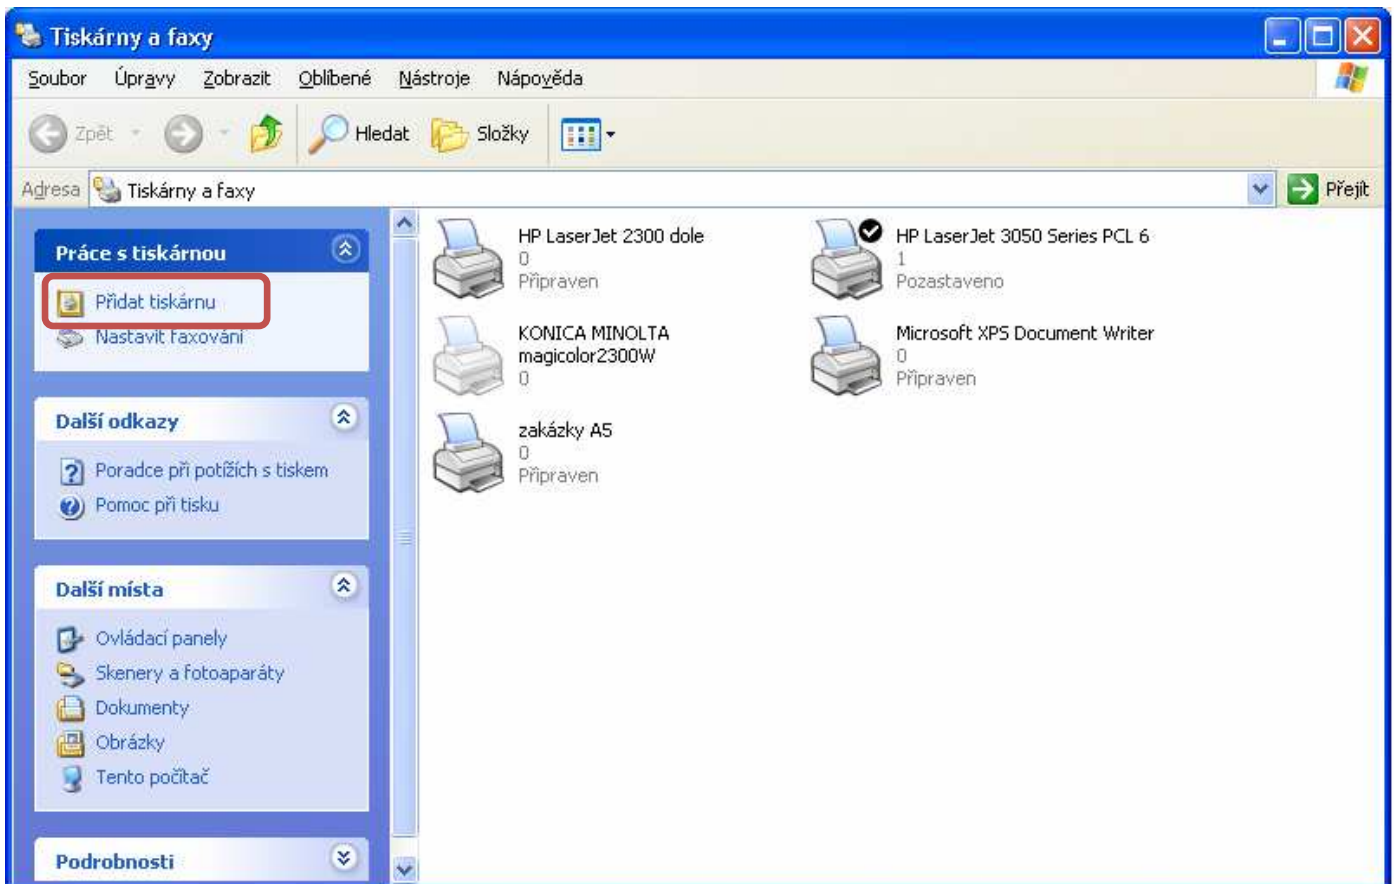 Tiskárny a faxy
Soubor Úpravy Zobrazit Oblíbené Nástroje Nápověda
Zpět Hledat Složky
Adresa Tiskárny a faxy Přejít
Práce s tiskárnou
Přidat tiskárnu
Nastavit faxování
Další odkazy
Poradce při potížích s tiskem
Pomoc při tisku
Další místa
Ovládací panely
Skenery a fotoaparáty
Dokumenty
Obrázky
Tento počítač
Podrobnosti
HP LaserJet 2300 dole
0
Připraven
HP LaserJet 3050 Series PCL 6
1
Pozastaveno
KONICA MINOLTA
magicolor2300W
0
Microsoft XPS Document Writer
0
Připraven
zakázky A5
0
Připraven